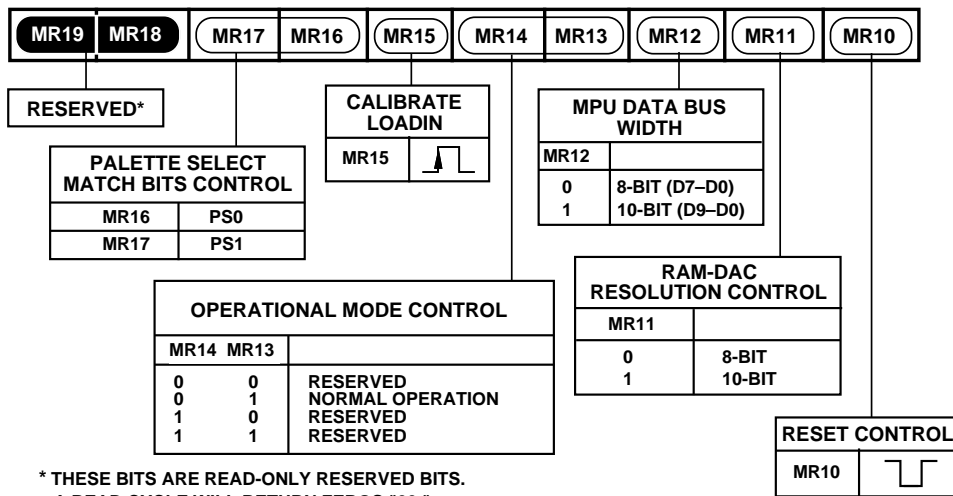 MR19 MR18 MR17 MR16 MR15 MR14 MR13 MR12 MR11 MR10
RESERVED*
PALETTE SELECT
MATCH BITS CONTROL
MR16 PS0
MR17 PS1
CALIBRATE
LOADIN
MR15
OPERATIONAL MODE CONTROL
MR14 MR13
0 0 RESERVED
0 1 NORMAL OPERATION
1 0 RESERVED
1 1 RESERVED
MPU DATA BUS
WIDTH
MR12
0 8-BIT (D7–D0)
1 10-BIT (D9–D0)
RAM-DAC
RESOLUTION CONTROL
MR11
0 8-BIT
1 10-BIT
RESET CONTROL
MR10
* THESE BITS ARE READ-ONLY RESERVED BITS.